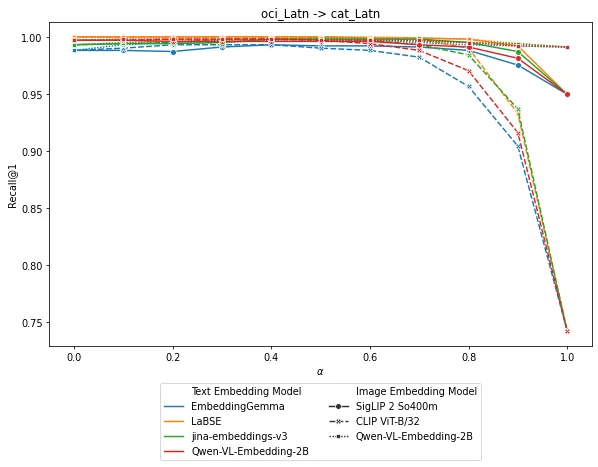 oci_Latn -> cat_Latn
1.00
0.95
0.90
0.85
0.80
0.75
Recall@1
0.0
0.2
0.4
0.6
0.8
1.0
α
Text Embedding Model
EmbeddingGemma
LaBSE
jina-embeddings-v3
Qwen-VL-Embedding-2B
Image Embedding Model
SigLIP 2 So400m
CLIP ViT-B/32
Qwen-VL-Embedding-2B